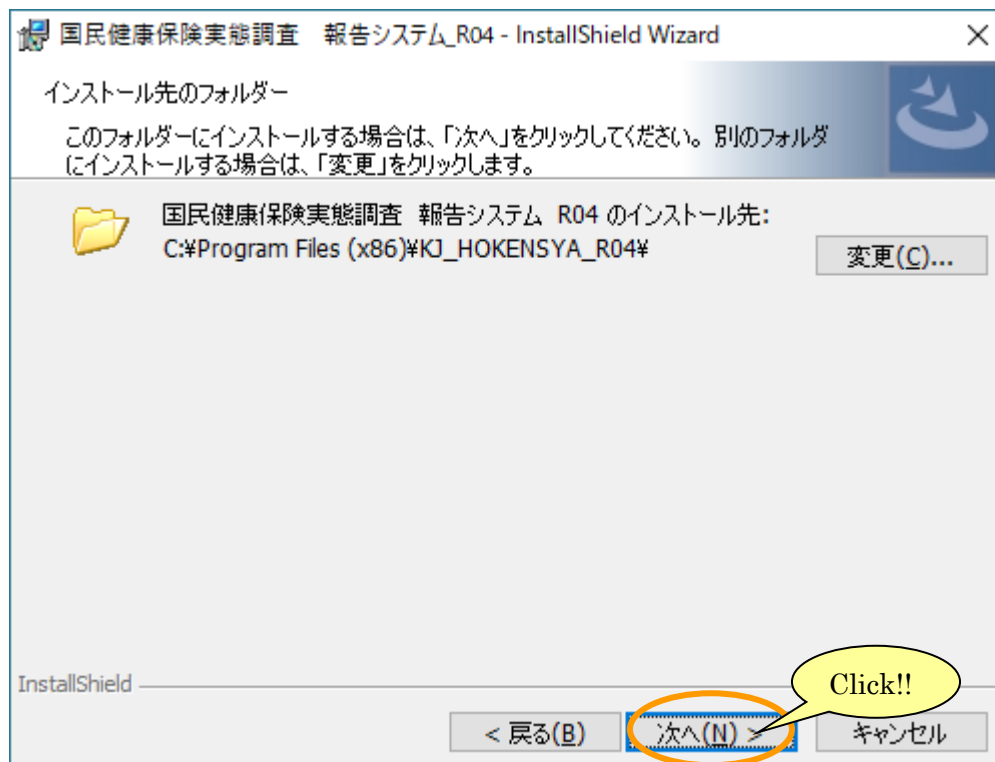 国民健康保険実態調査　報告システム_R04 - InstallShield Wizard
インストール先のフォルダー
このフォルダーにインストールする場合は、「次へ」をクリックしてください。別のフォルダ
にインストールする場合は、「変更」をクリックします。
国民健康保険実態調査 報告システム R04 のインストール先:
C:¥Program Files (x86)¥KJ_HOKENSYA_R04¥
変更(C)...
InstallShield
Click!!
< 戻る(B)
次へ(N) >
キャンセル